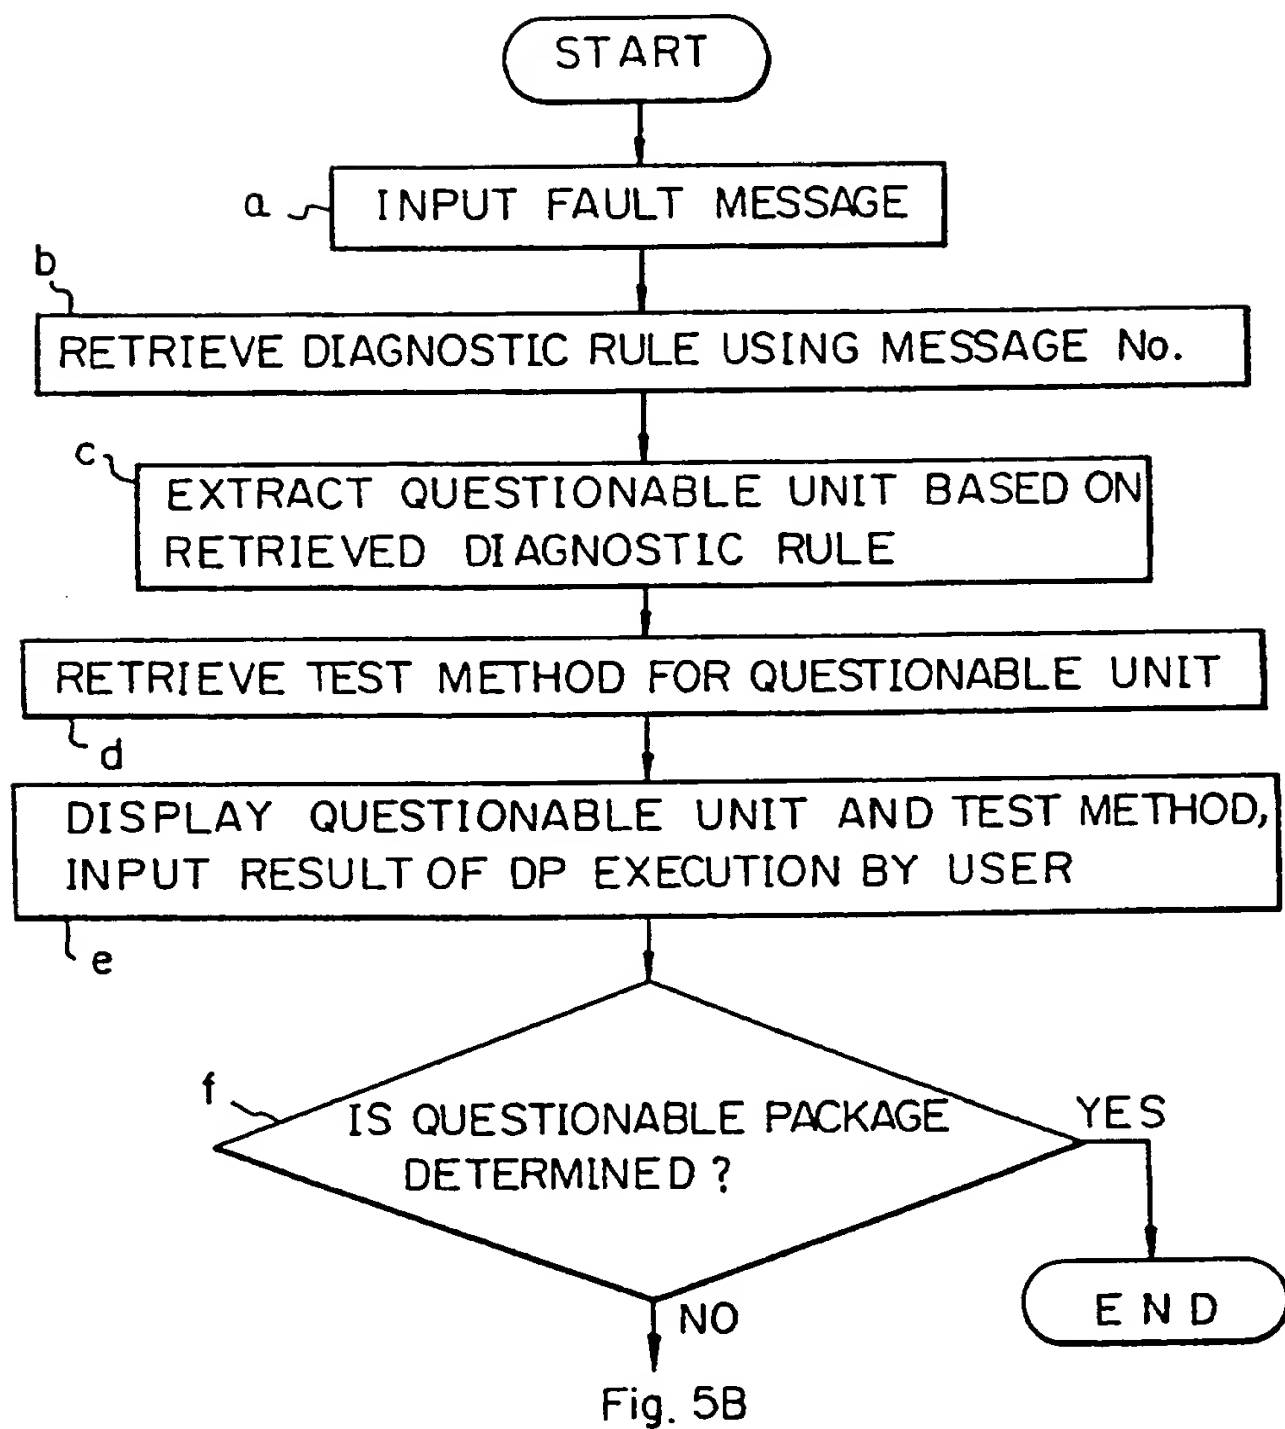 START
a
INPUT FAULT MESSAGE
b
RETRIEVE DIAGNOSTIC RULE USING MESSAGE No.
c
EXTRACT QUESTIONABLE UNIT BASED ON
RETRIEVED DIAGNOSTIC RULE
RETRIEVE TEST METHOD FOR QUESTIONABLE UNIT
d
DISPLAY QUESTIONABLE UNIT AND TEST METHOD,
INPUT RESULT OF DP EXECUTION BY USER
e
f
IS QUESTIONABLE PACKAGE
DETERMINED ?
YES
END
NO
Fig. 5B